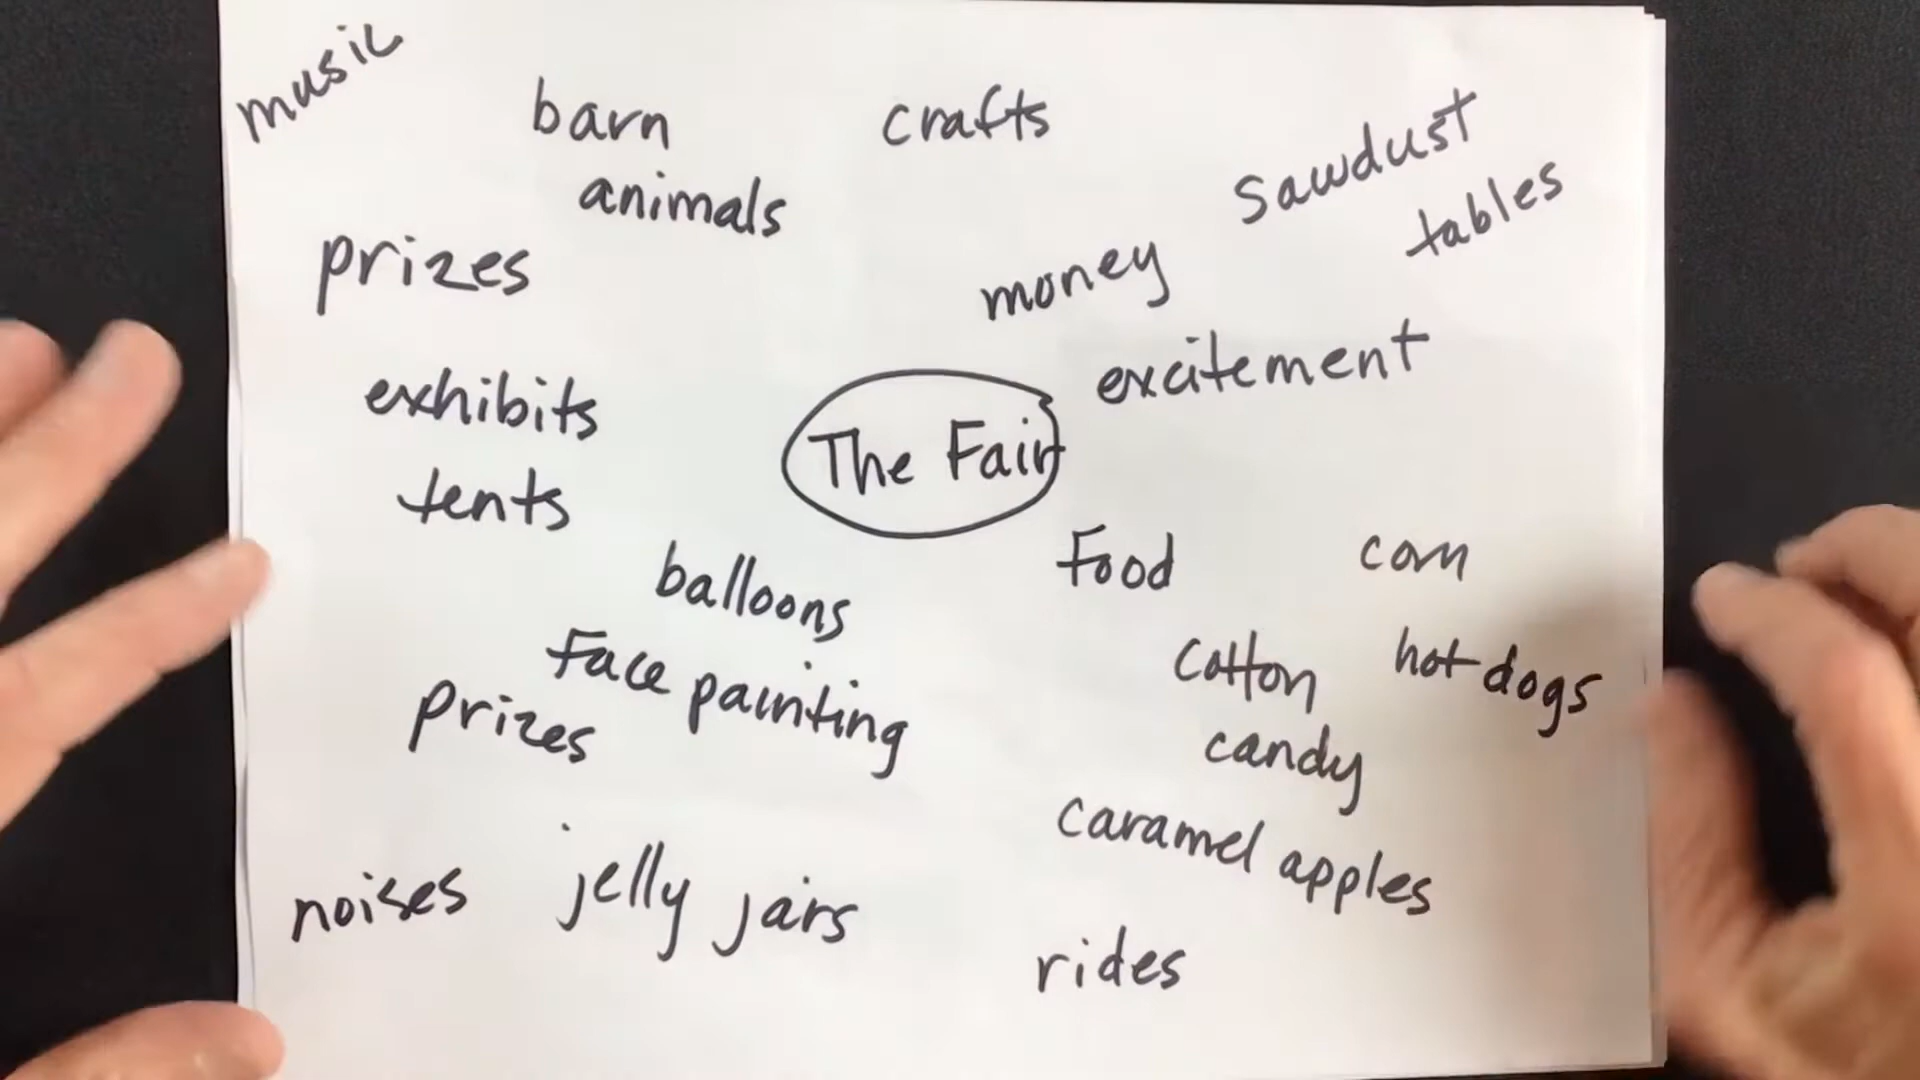 music
barn
animals
crafts
sawdust
tables
prizes
money
excitement
exhibits
The Fair
tents
Food
corn
balloons
Face painting
cotton
candy
hot dogs
prizes
caramel apples
noises
jelly jars
rides